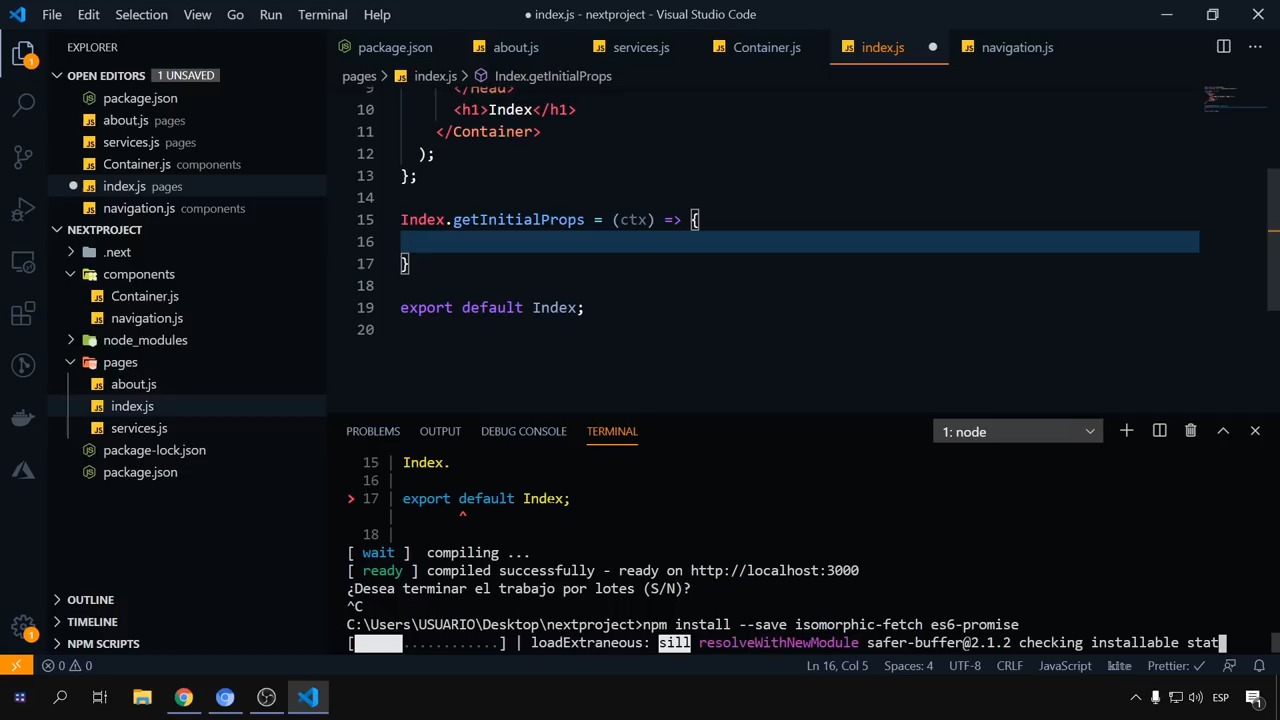 File Edit Selection View Go Run Terminal Help
● index.js - nextproject - Visual Studio Code
EXPLORER
package.json
about.js
services.js
Container.js
index.js
navigation.js
OPEN EDITORS 1 UNSAVED
package.json
about.js pages
services.js pages
Container.js components
index.js pages
navigation.js components
NEXTPROJECT
.next
components
Container.js
navigation.js
node_modules
pages
about.js
index.js
services.js
package-lock.json
package.json
OUTLINE
TIMELINE
NPM SCRIPTS
pages > index.js > Index.getInitialProps
9 </Head>
10 <h1>Index</h1>
11 </Container>
12 );
13 };
14
15 Index.getInitialProps = (ctx) => {
16
17 }
18
19 export default Index;
20
PROBLEMS OUTPUT DEBUG CONSOLE TERMINAL
1: node
15 | Index.
16 |
> 17 | export default Index;
| ^
18 |
[ wait ] compiling ...
[ ready ] compiled successfully - ready on http://localhost:3000
¿Desea terminar el trabajo por lotes (S/N)?
^C
C:\Users\USUARIO\Desktop\nextproject>npm install --save isomorphic-fetch es6-promise
[ ............] | loadExtraneous: sill resolveWithNewModule safer-buffer@2.1.2 checking installable stat
0 0
Ln 16, Col 5 Spaces: 4 UTF-8 CRLF JavaScript kite Prettier: ✓
ESP
1
1
1